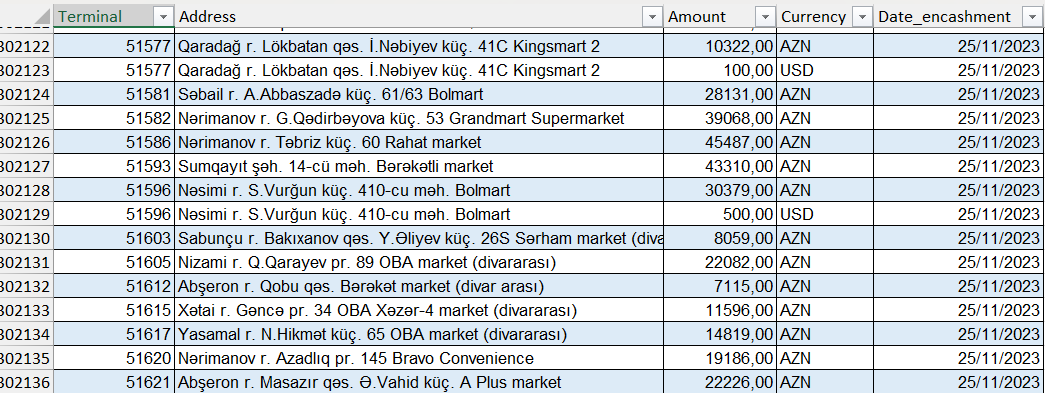 Terminal Address Amount Currency Date_encashment
302122 51577 Qaradağ r. Lökbatan qəs. İ.Nəbiyev küç. 41C Kingsmart 2 10322,00 AZN 25/11/2023
302123 51577 Qaradağ r. Lökbatan qəs. İ.Nəbiyev küç. 41C Kingsmart 2 100,00 USD 25/11/2023
302124 51581 Səbail r. A.Abbaszadə küç. 61/63 Bolmart 28131,00 AZN 25/11/2023
302125 51582 Nərimanov r. G.Qədirbəyova küç. 53 Grandmart Supermarket 39068,00 AZN 25/11/2023
302126 51586 Nərimanov r. Təbriz küç. 60 Rahat market 45487,00 AZN 25/11/2023
302127 51593 Sumqayıt şəh. 14-cü məh. Bərəkətli market 43310,00 AZN 25/11/2023
302128 51596 Nəsimi r. S.Vurğun küç. 410-cu məh. Bolmart 30379,00 AZN 25/11/2023
302129 51596 Nəsimi r. S.Vurğun küç. 410-cu məh. Bolmart 500,00 USD 25/11/2023
302130 51603 Sabunçu r. Bakıxanov qəs. Y.Əliyev küç. 26S Sərham market (diva 8059,00 AZN 25/11/2023
302131 51605 Nizami r. Q.Qarayev pr. 89 OBA market (divararası) 22082,00 AZN 25/11/2023
302132 51612 Abşeron r. Qobu qəs. Bərəkət market (divar arası) 7115,00 AZN 25/11/2023
302133 51615 Xətai r. Gəncə pr. 34 OBA Xəzər-4 market (divararası) 11596,00 AZN 25/11/2023
302134 51617 Yasamal r. N.Hikmət küç. 65 OBA market (divararası) 14819,00 AZN 25/11/2023
302135 51620 Nərimanov r. Azadlıq pr. 145 Bravo Convenience 19186,00 AZN 25/11/2023
302136 51621 Abşeron r. Masazır qəs. Ə.Vahid küç. A Plus market 22226,00 AZN 25/11/2023